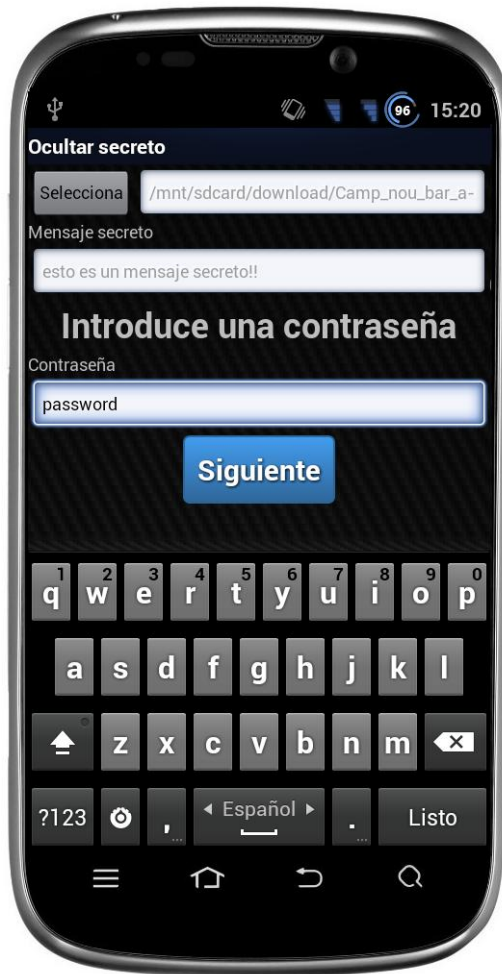 96 15:20
Ocultar secreto
Selecciona /mnt/sdcard/download/Camp_nou_bar_a-
Mensaje secreto
esto es un mensaje secreto!!
Introduce una contraseña
Contraseña
password
Siguiente
1 2 3 4 5 6 7 8 9 0
q w e r t y u i o p
a s d f g h j k l
z x c v b n m
?123 , ... Español . ... Listo